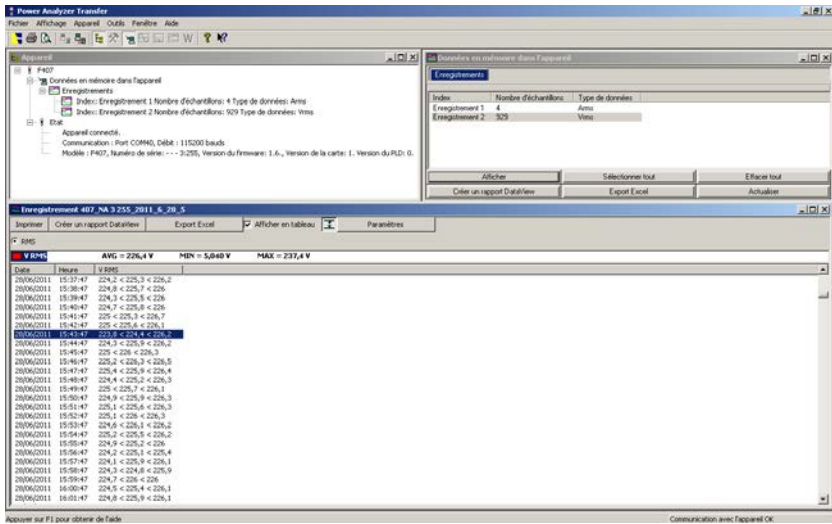 Power Analyzer Transfer
Fichier Affichage Appareil Outils Fenêtre Aide
Appareil
F407
Données en mémoire dans l'appareil
Enregistrements
Index: Enregistrement 1 Nombre d'échantillons: 4 Type de données: Arms
Index: Enregistrement 2 Nombre d'échantillons: 929 Type de données: Vrms
Etat
Appareil connecté.
Communication : Port COM40, Débit : 115200 bauds
Modèle : F407, Numéro de série: - - - 3:255, Version du firmware: 1.6., Version de la carte: 1. Version du PLD: 0.
Données en mémoire dans l'appareil
Enregistrements
Index Nombre d'échantillons Type de données
Enregistrement 1 4 Arms
Enregistrement 2 929 Vrms
Afficher Sélectionner tout Effacer tout
Créer un rapport DataView Export Excel Actualiser
Enregistrement 407_NA 3 255_2011_6_28_5
Imprimer Créer un rapport DataView Export Excel Afficher en tableau Paramètres
RMS
V RMS AVG = 226,4 V MIN = 5,040 V MAX = 237,4 V
Date Heure V RMS
28/06/2011 15:37:47 224,2 < 225,3 < 226,2
28/06/2011 15:38:47 224,8 < 225,7 < 226
28/06/2011 15:39:47 224,3 < 225,5 < 226
28/06/2011 15:40:47 224,7 < 225,8 < 226
28/06/2011 15:41:47 225 < 225,3 < 226,7
28/06/2011 15:42:47 225 < 225,6 < 226,1
28/06/2011 15:43:47 223,8 < 224,4 < 226,2
28/06/2011 15:44:47 224,3 < 225,9 < 226,2
28/06/2011 15:45:47 225 < 226 < 226,3
28/06/2011 15:46:47 225,2 < 226,3 < 226,5
28/06/2011 15:47:47 225,4 < 225,9 < 226,4
28/06/2011 15:48:47 224,4 < 225,2 < 226,3
28/06/2011 15:49:47 225 < 225,7 < 226,1
28/06/2011 15:50:47 224,9 < 225,9 < 226,3
28/06/2011 15:51:47 225,1 < 225,6 < 226,3
28/06/2011 15:52:47 225,1 < 226 < 226,3
28/06/2011 15:53:47 224,6 < 226,1 < 226,2
28/06/2011 15:54:47 225,2 < 225,5 < 226,2
28/06/2011 15:55:47 224,9 < 225,2 < 226
28/06/2011 15:56:47 224,2 < 225,1 < 225,4
28/06/2011 15:57:47 224,1 < 225,9 < 226,1
28/06/2011 15:58:47 224,3 < 224,8 < 225,9
28/06/2011 15:59:47 224,7 < 226 < 226
28/06/2011 16:00:47 224,5 < 225,4 < 226,1
28/06/2011 16:01:47 224,8 < 225,9 < 226,1
Appuyer sur F1 pour obtenir de l'aide Communication avec l'appareil OK